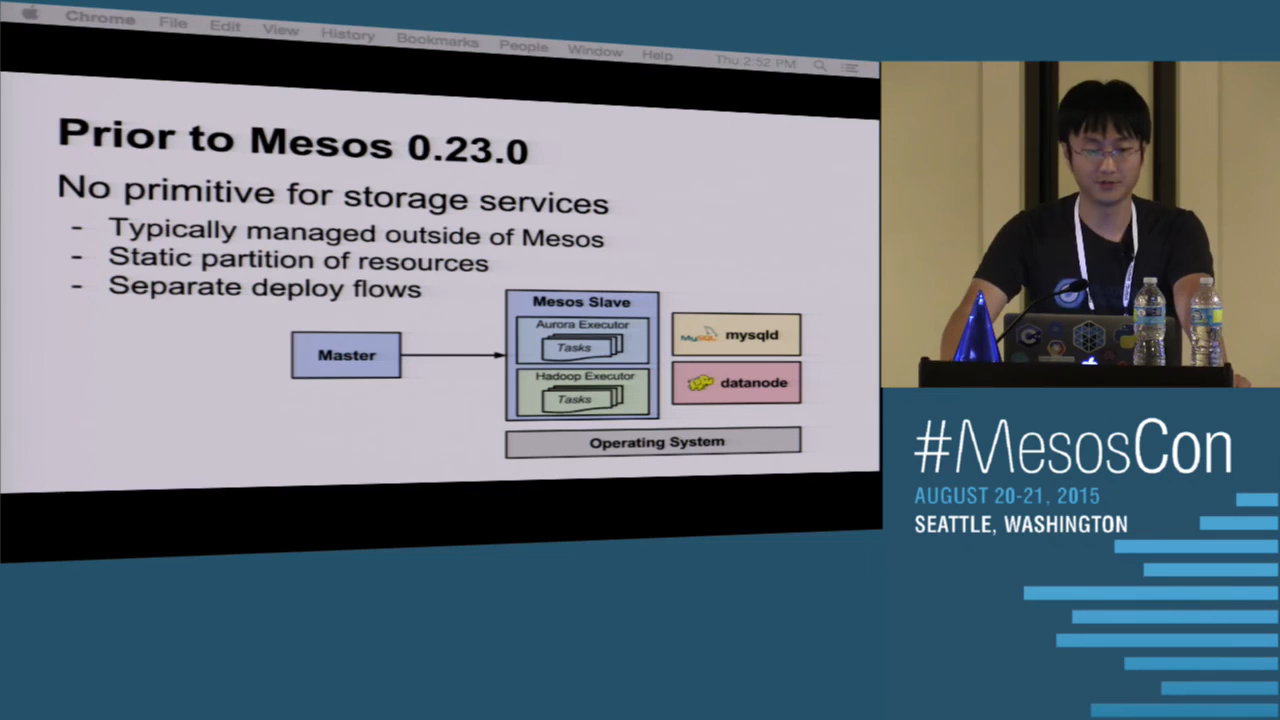 Chrome File Edit View History Bookmarks People Window Help Thu 2:52 PM
Prior to Mesos 0.23.0
No primitive for storage services
- Typically managed outside of Mesos
- Static partition of resources
- Separate deploy flows
Master
Mesos Slave
Aurora Executor
Tasks
Hadoop Executor
Tasks
MySQL mysqld
datanode
Operating System
#MesosCon
AUGUST 20-21, 2015
SEATTLE, WASHINGTON